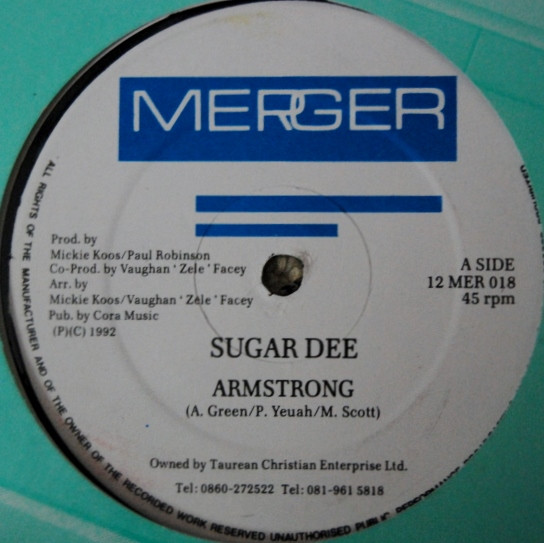 MERGER
Prod. by
Mickie Koos/Paul Robinson
Co-Prod. by Vaughan ‘ Zele ’ Facey
Arr. by
Mickie Koos/Vaughan ‘ Zele ’ Facey
Pub. by Cora Music
(P)(C) 1992
A SIDE
12 MER 018
45 rpm
SUGAR DEE
ARMSTRONG
(A. Green/P. Yeuah/M. Scott)
Owned by Taurean Christian Enterprise Ltd.
Tel: 0860-272522 Tel: 081-961 5818
ALL RIGHTS OF THE MANUFACTURER AND OF THE OWNER OF THE RECORDED WORK RESERVED UNAUTHORISED PUBLIC PERFORMANCE